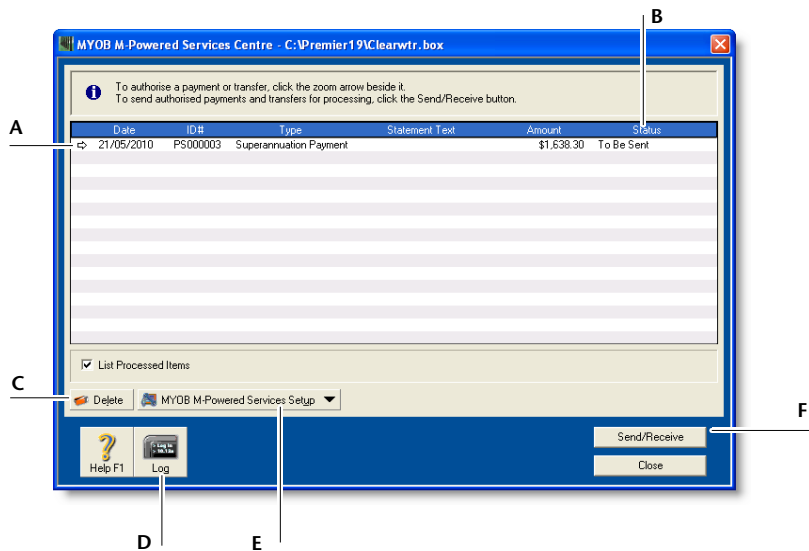 B
MYOB M-Powered Services Centre - C:\Premier19\Clearwtr.box
To authorise a payment or transfer, click the zoom arrow beside it.
To send authorised payments and transfers for processing, click the Send/Receive button.
A
Date ID# Type Statement Text Amount Status
21/05/2010 PS000003 Superannuation Payment $1,638.30 To Be Sent
List Processed Items
C
Delete MYOB M-Powered Services Setup
F
Send/Receive
Help F1 Log
Close
D E